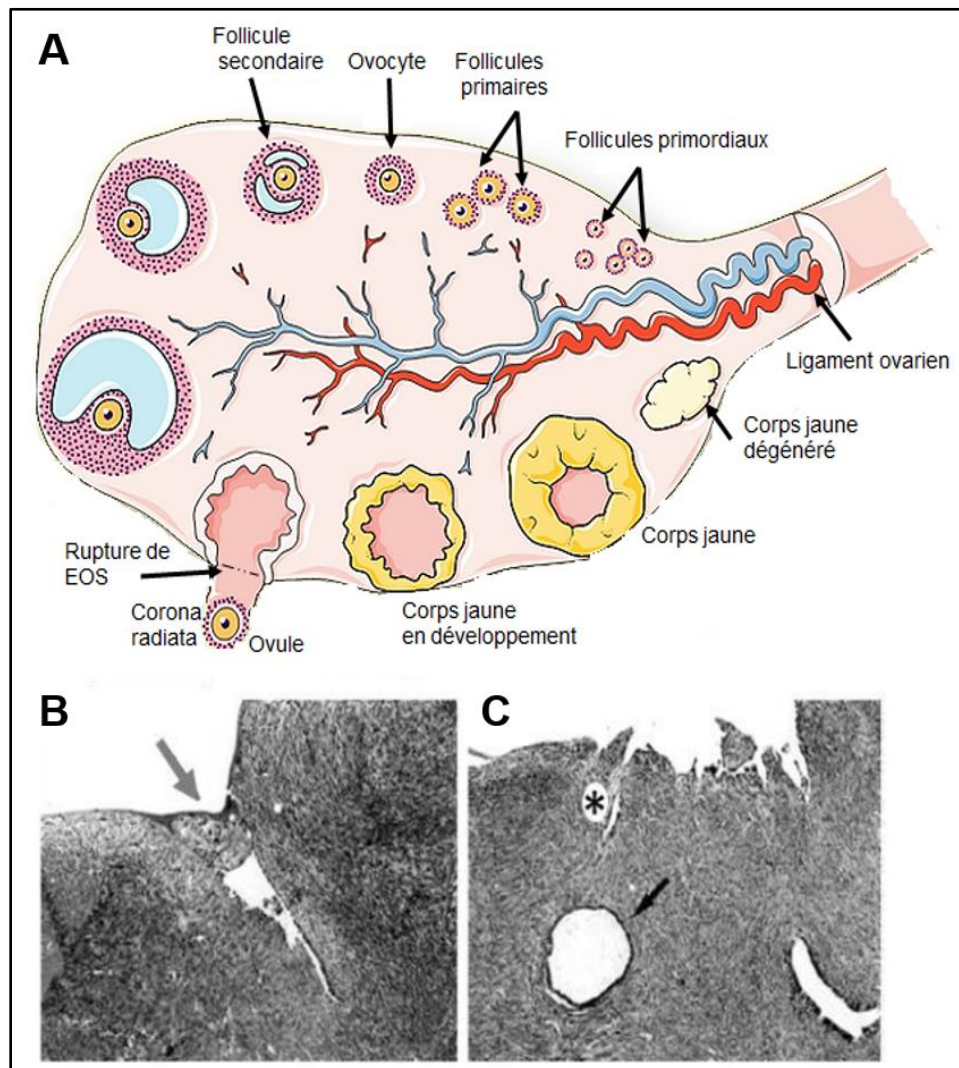 A
Follicule
secondaire
Ovocyte
Follicules
primaires
Follicules primordiaux
Ligament ovarien
Corps jaune
dégénéré
Corps jaune
Corps jaune
en développement
Rupture de
EOS
Corona
radiata
Ovule
B
C
*